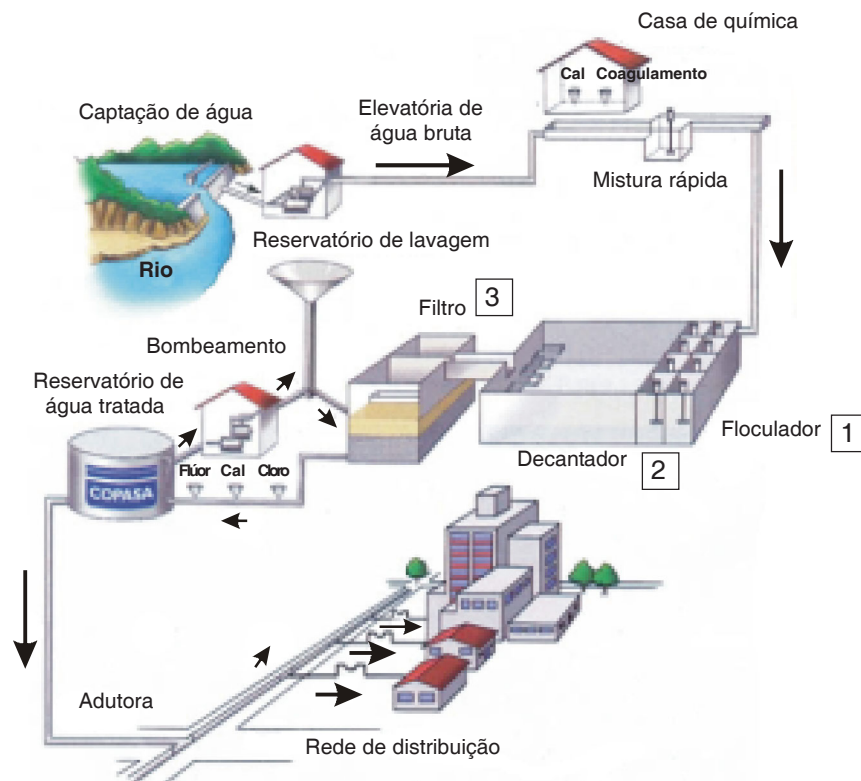 Casa de química
Cal Coagulamento
Captação de água
Elevatória de
água bruta
Mistura rápida
Rio
Reservatório de lavagem
Filtro 3
Bombeamento
Reservatório de
água tratada
Floculador 1
Decantador 2
Flúor Cal Cloro
COPASA
Adutora
Rede de distribuição